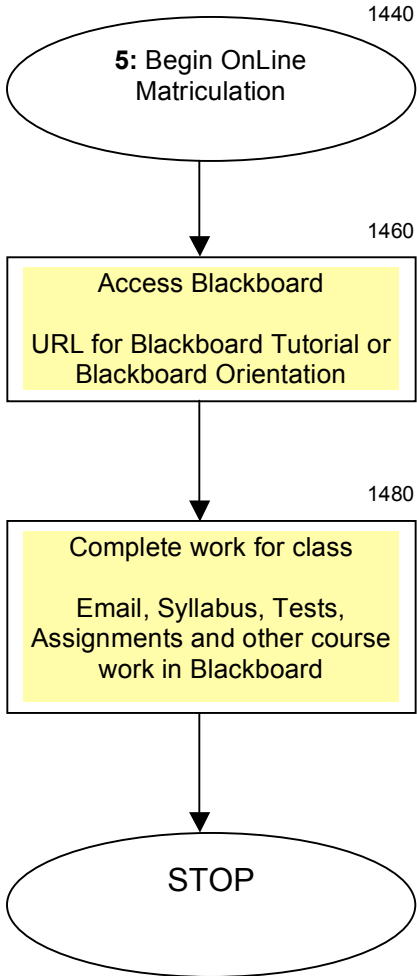 1440
5: Begin OnLine
Matriculation
1460
Access Blackboard
URL for Blackboard Tutorial or
Blackboard Orientation
1480
Complete work for class
Email, Syllabus, Tests,
Assignments and other course
work in Blackboard
STOP